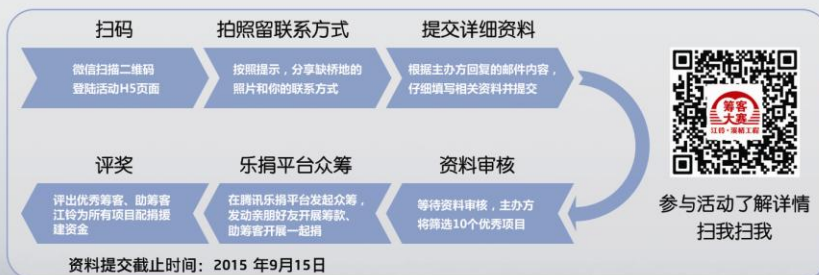 扫码
拍照留联系方式
提交详细资料
微信扫描二维码
登陆活动H5页面
按照提示，分享缺桥地的
照片和你的联系方式
根据主办方回复的邮件内容，
仔细填写相关资料并提交
评奖
乐捐平台众筹
资料审核
评出优秀筹客、助筹客
江铃为所有项目配捐援
建资金
在腾讯乐捐平台发起众筹，
发动亲朋好友开展筹款、
助筹客开展一起捐
等待资料审核，主办方
将筛选10个优秀项目
资料提交截止时间：2015 年9月15日
筹客
大赛
江铃·溪桥工程
参与活动了解详情
扫我扫我